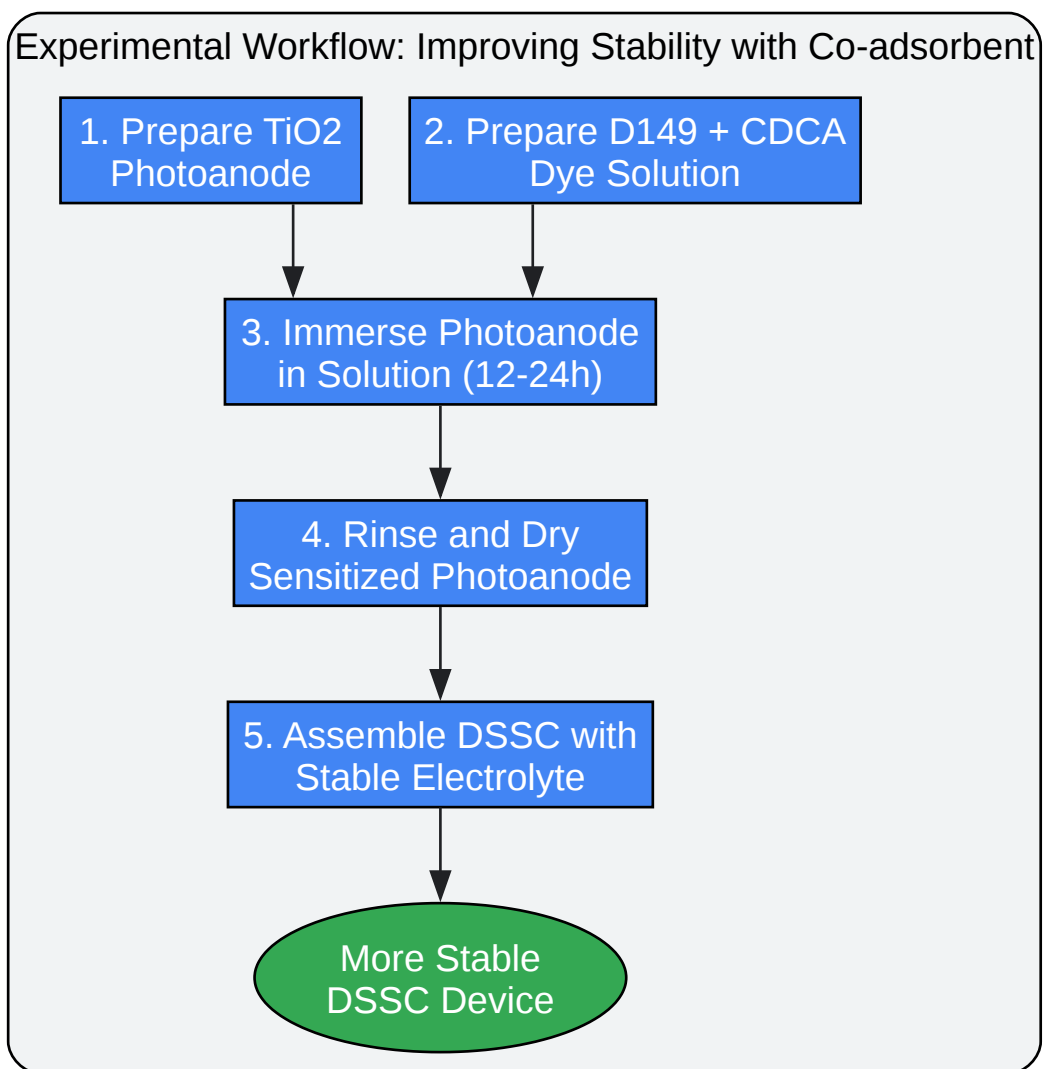 Experimental Workflow: Improving Stability with Co-adsorbent
1. Prepare TiO2
Photoanode
2. Prepare D149 + CDCA
Dye Solution
3. Immerse Photoanode
in Solution (12-24h)
4. Rinse and Dry
Sensitized Photoanode
5. Assemble DSSC with
Stable Electrolyte
More Stable
DSSC Device